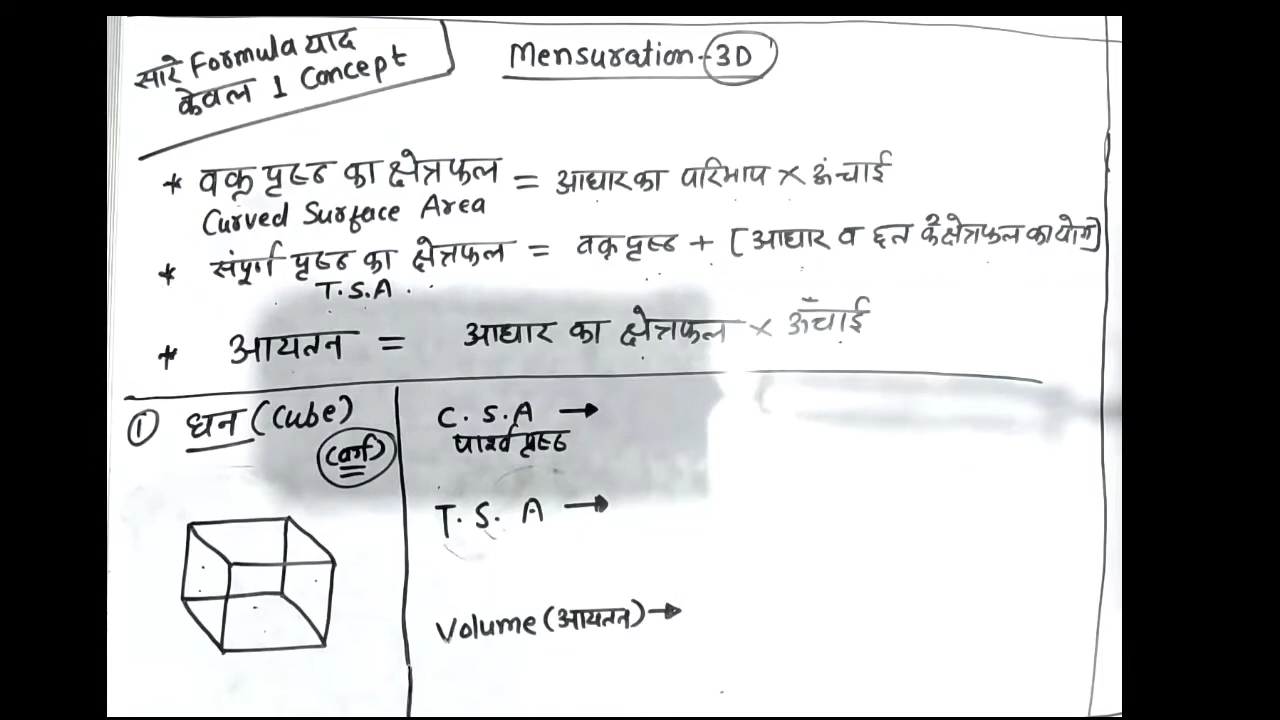 सारे Formula याद
केवल 1 Concept
Mensuration - 3D
* वक्र पृष्ठ का क्षेत्रफल = आधार का परिमाप × ऊंचाई
Curved Surface Area
* संपूर्ण पृष्ठ का क्षेत्रफल = वक्र पृष्ठ + [आधार व छत के क्षेत्रफल का योग]
T.S.A.
* आयतन = आधार का क्षेत्रफल × ऊँचाई
① घन (Cube)
(वर्ग)
C.S.A →
पार्श्व पृष्ठ
T.S.A →
Volume (आयतन) →